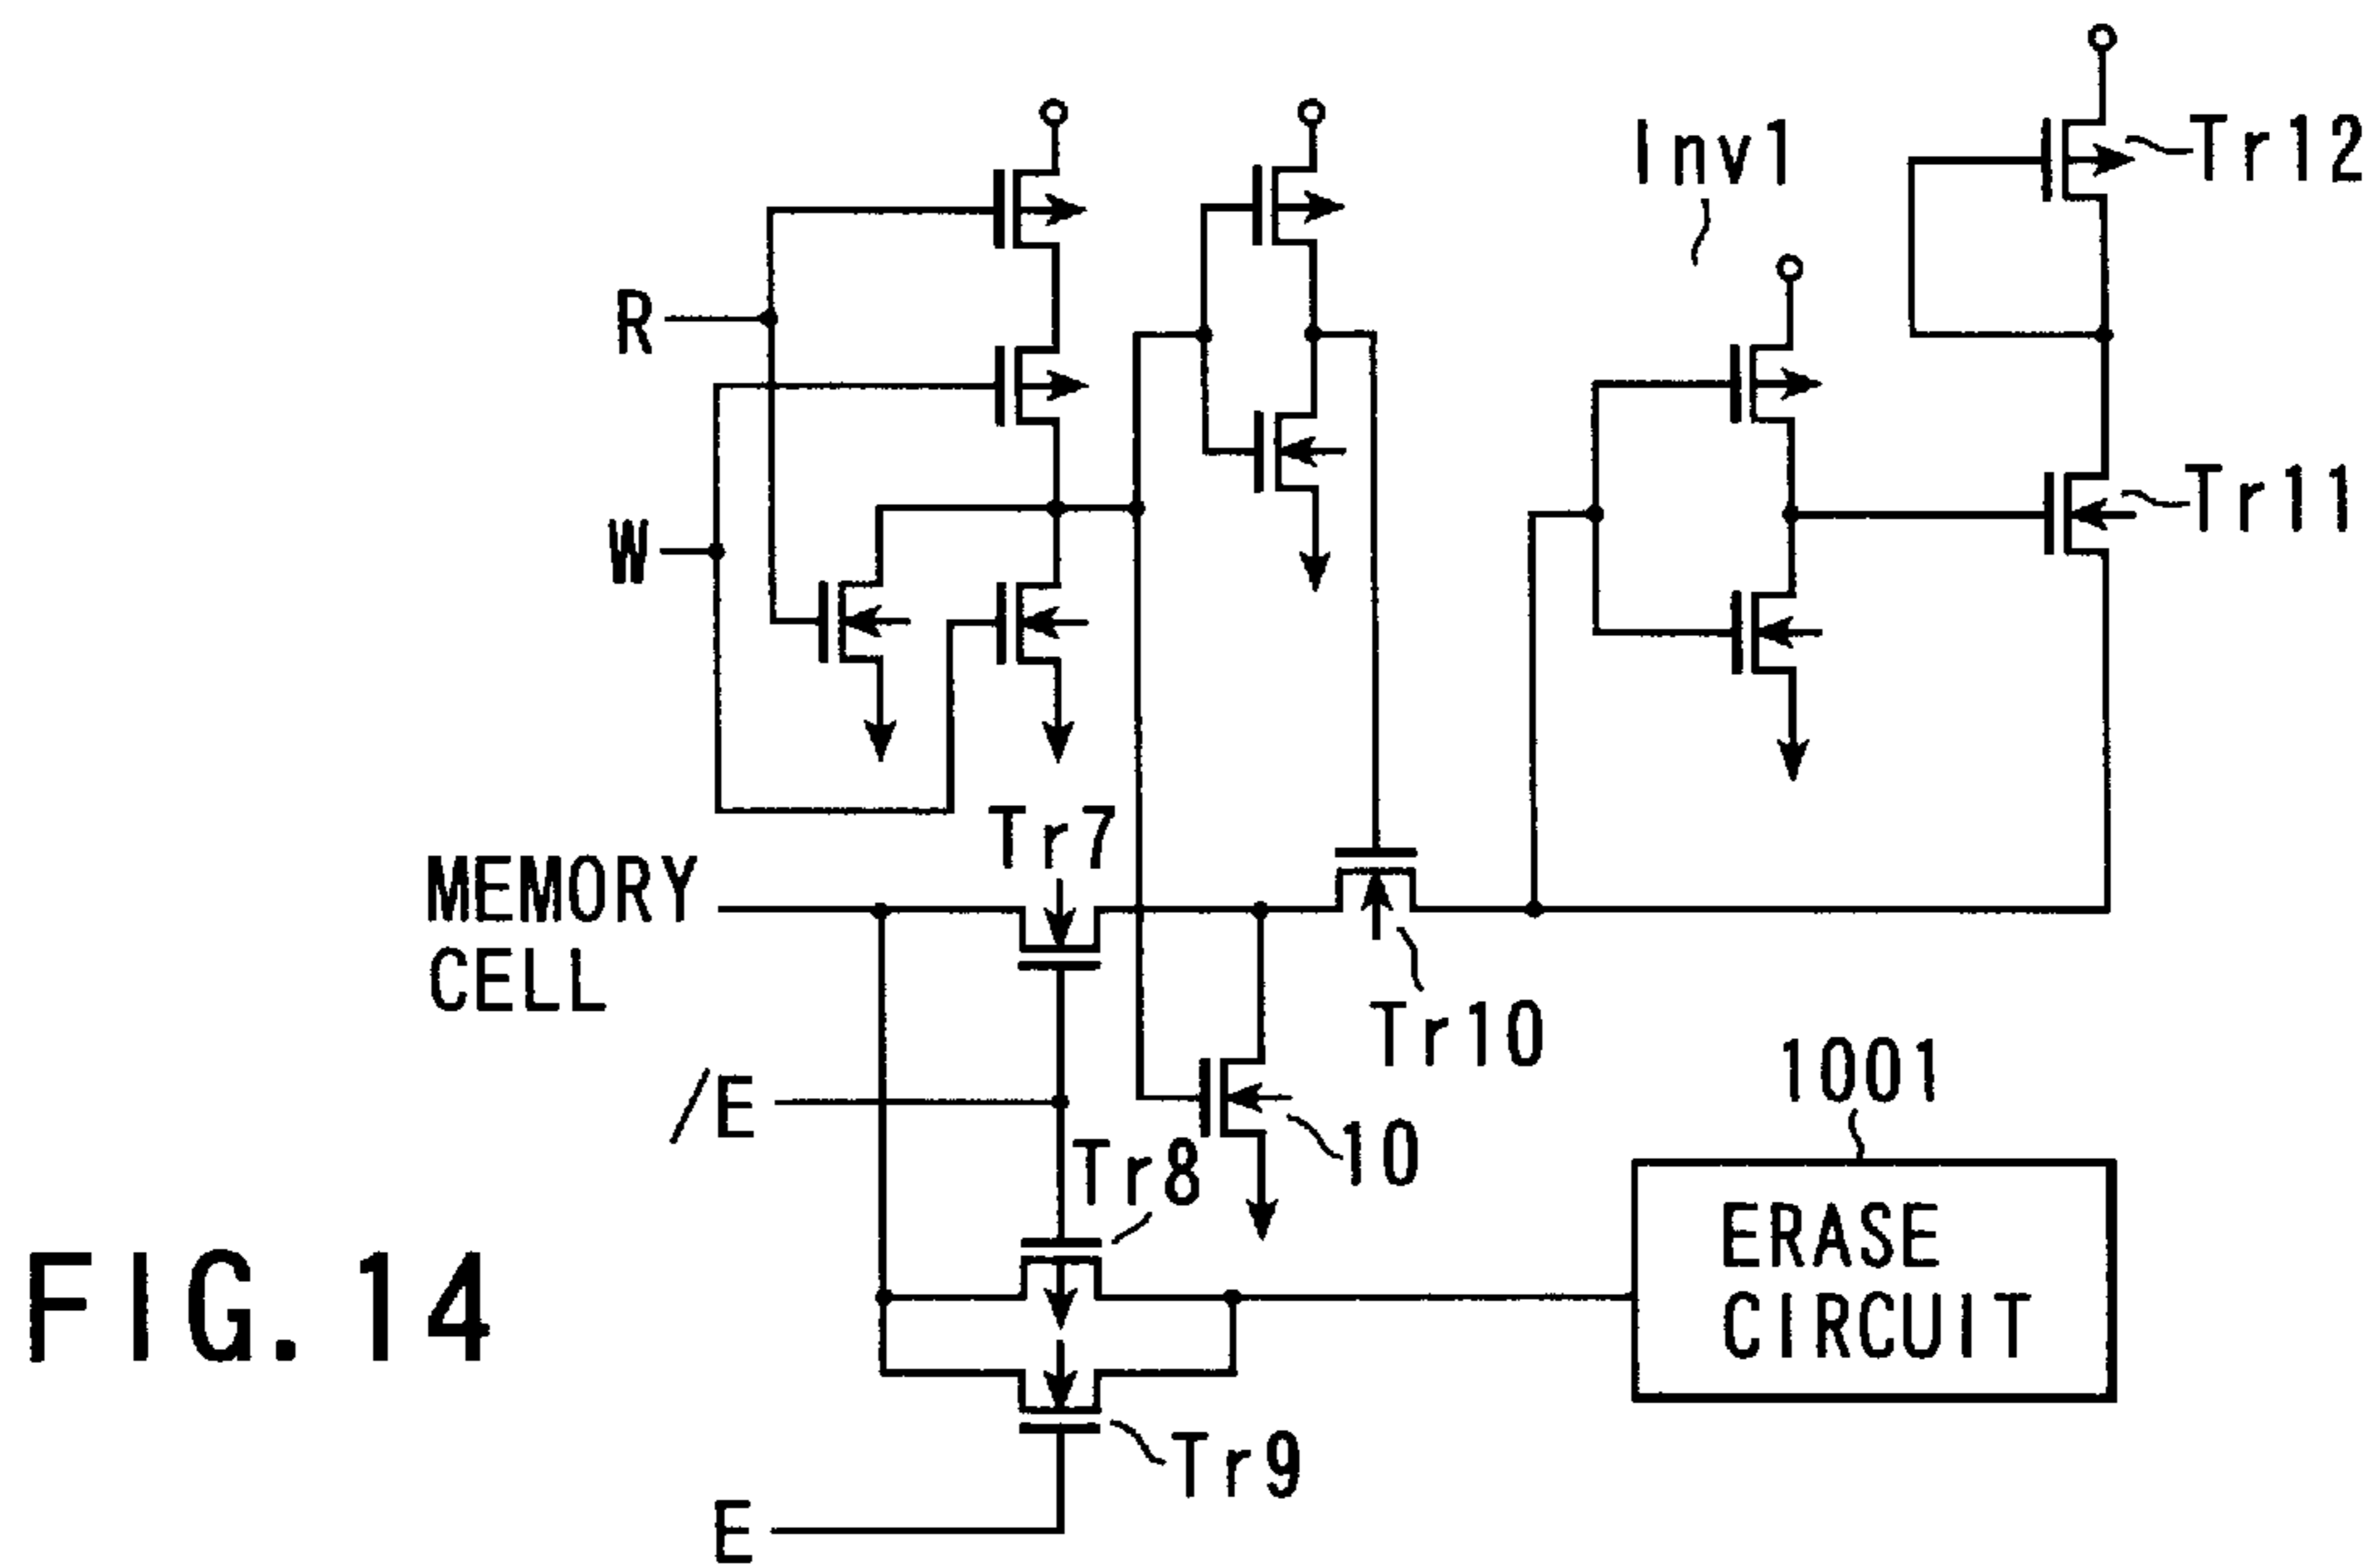 Tr12
Inv1
R
Tr11
W
Tr7
MEMORY
CELL
Tr10
/E
1001
10
Tr8
ERASE
CIRCUIT
FIG. 14
Tr9
E